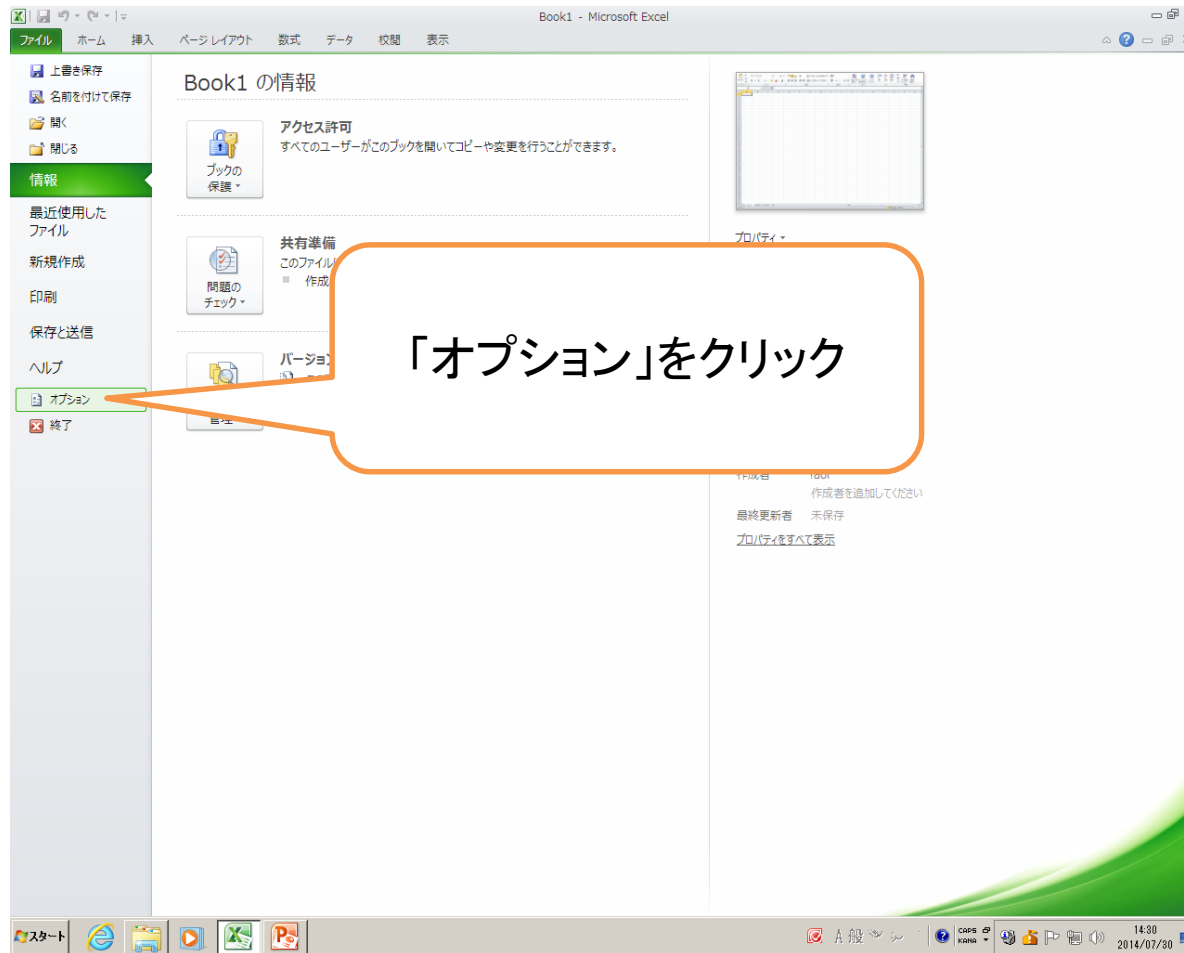 Book1 - Microsoft Excel
ファイル ホーム 挿入 ページ レイアウト 数式 データ 校閲 表示
上書き保存
名前を付けて保存
開く
閉じる
情報
最近使用した
ファイル
新規作成
印刷
保存と送信
ヘルプ
オプション
終了
Book1 の情報
ブックの
保護
アクセス許可
すべてのユーザーがこのブックを開いてコピーや変更を行うことができます。
問題の
チェック
共有準備
このファイル
作成
バージョン
管理
「オプション」をクリック
プロパティ
作成者
作成者を追加してください
最終更新者 未保存
プロパティをすべて表示
スタート
A 般
CAPS
KANA
14:30
2014/07/30